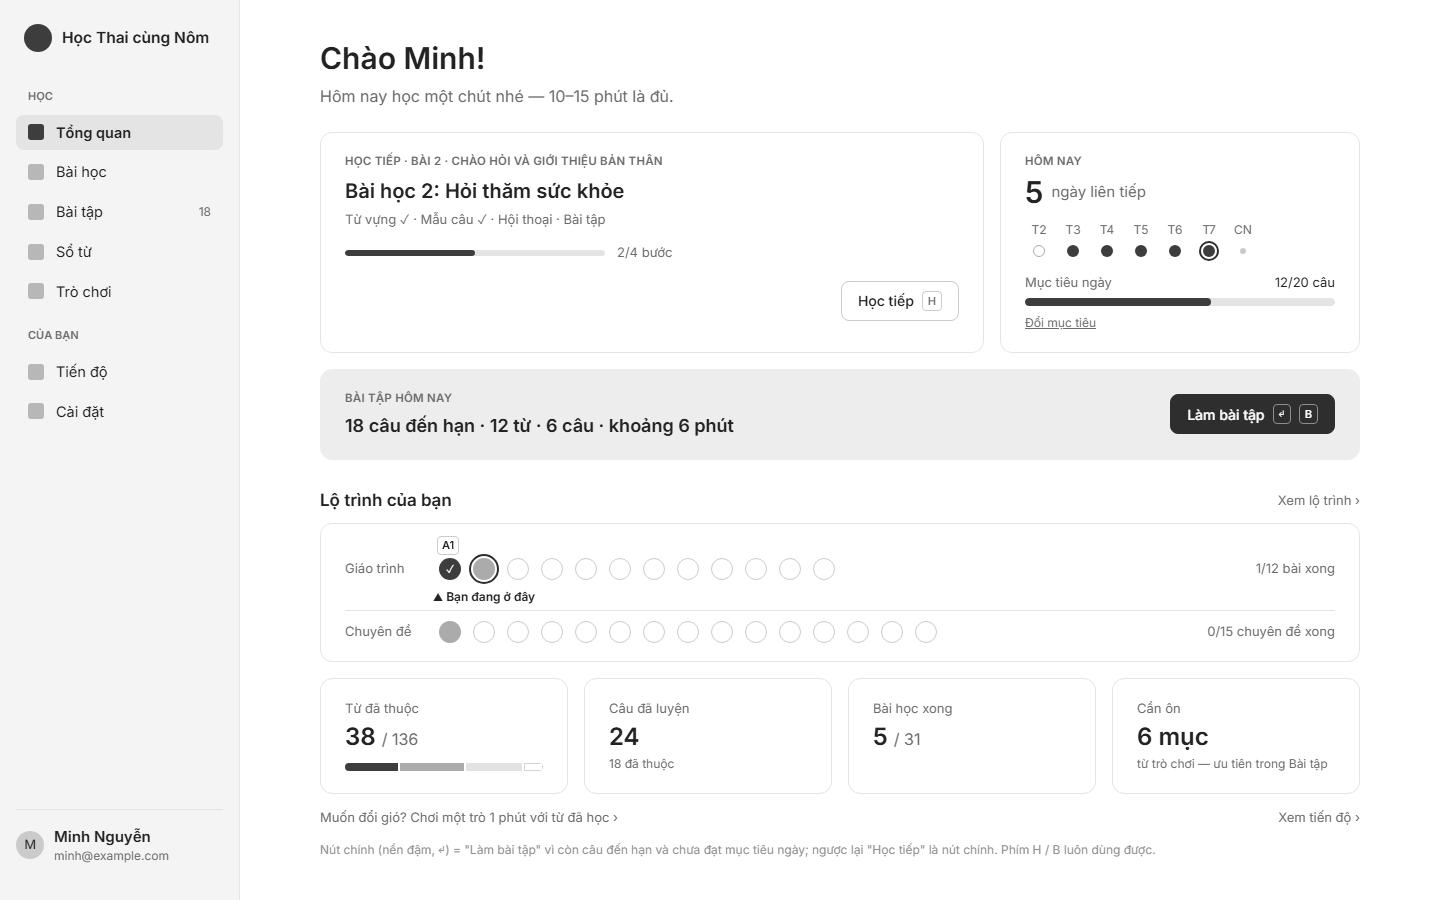 Học Thai cùng Nôm
HỌC
Tổng quan
Bài học
Bài tập 18
Sổ từ
Trò chơi
CỦA BẠN
Tiến độ
Cài đặt
M
Minh Nguyễn
minh@example.com
Chào Minh!
Hôm nay học một chút nhé — 10–15 phút là đủ.
HỌC TIẾP · BÀI 2 · CHÀO HỎI VÀ GIỚI THIỆU BẢN THÂN
Bài học 2: Hỏi thăm sức khỏe
Từ vựng ✓ · Mẫu câu ✓ · Hội thoại · Bài tập
2/4 bước
Học tiếp H
HÔM NAY
5 ngày liên tiếp
T2 T3 T4 T5 T6 T7 CN
Mục tiêu ngày 12/20 câu
Đổi mục tiêu
BÀI TẬP HÔM NAY
18 câu đến hạn · 12 từ · 6 câu · khoảng 6 phút
Làm bài tập ↵ B
Lộ trình của bạn Xem lộ trình ›
A1
Giáo trình ✓ 1/12 bài xong
▲ Bạn đang ở đây
Chuyên đề 0/15 chuyên đề xong
Từ đã thuộc
38 / 136
Câu đã luyện
24
18 đã thuộc
Bài học xong
5 / 31
Cần ôn
6 mục
từ trò chơi — ưu tiên trong Bài tập
Muốn đổi gió? Chơi một trò 1 phút với từ đã học › Xem tiến độ ›
Nút chính (nền đậm, ↵) = "Làm bài tập" vì còn câu đến hạn và chưa đạt mục tiêu ngày; ngược lại "Học tiếp" là nút chính. Phím H / B luôn dùng được.